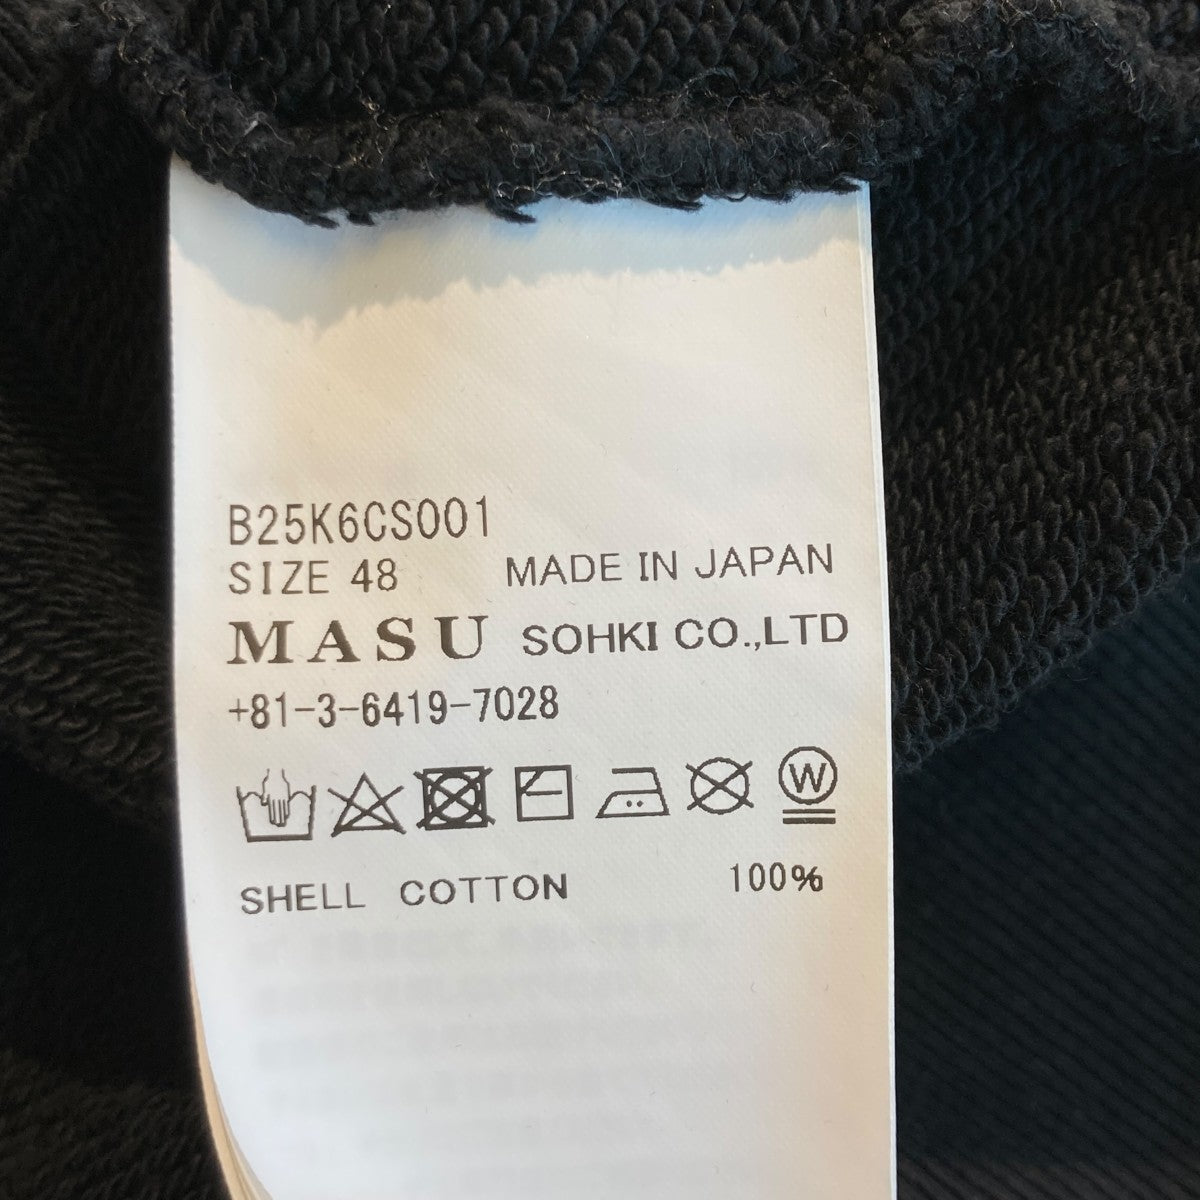 B25K6CS001
SIZE 48 MADE IN JAPAN
MASU SOHKI CO.,LTD
+81-3-6419-7028
W
SHELL COTTON 100%